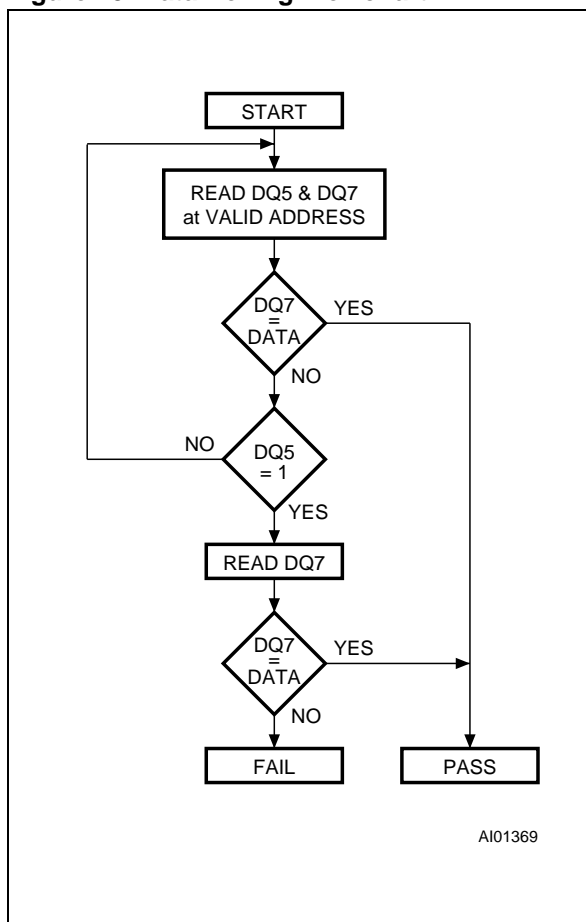 START
READ DQ5 & DQ7
at VALID ADDRESS
DQ7
=
DATA
YES
NO
NO
DQ5
= 1
YES
READ DQ7
DQ7
=
DATA
YES
NO
FAIL
PASS
AI01369